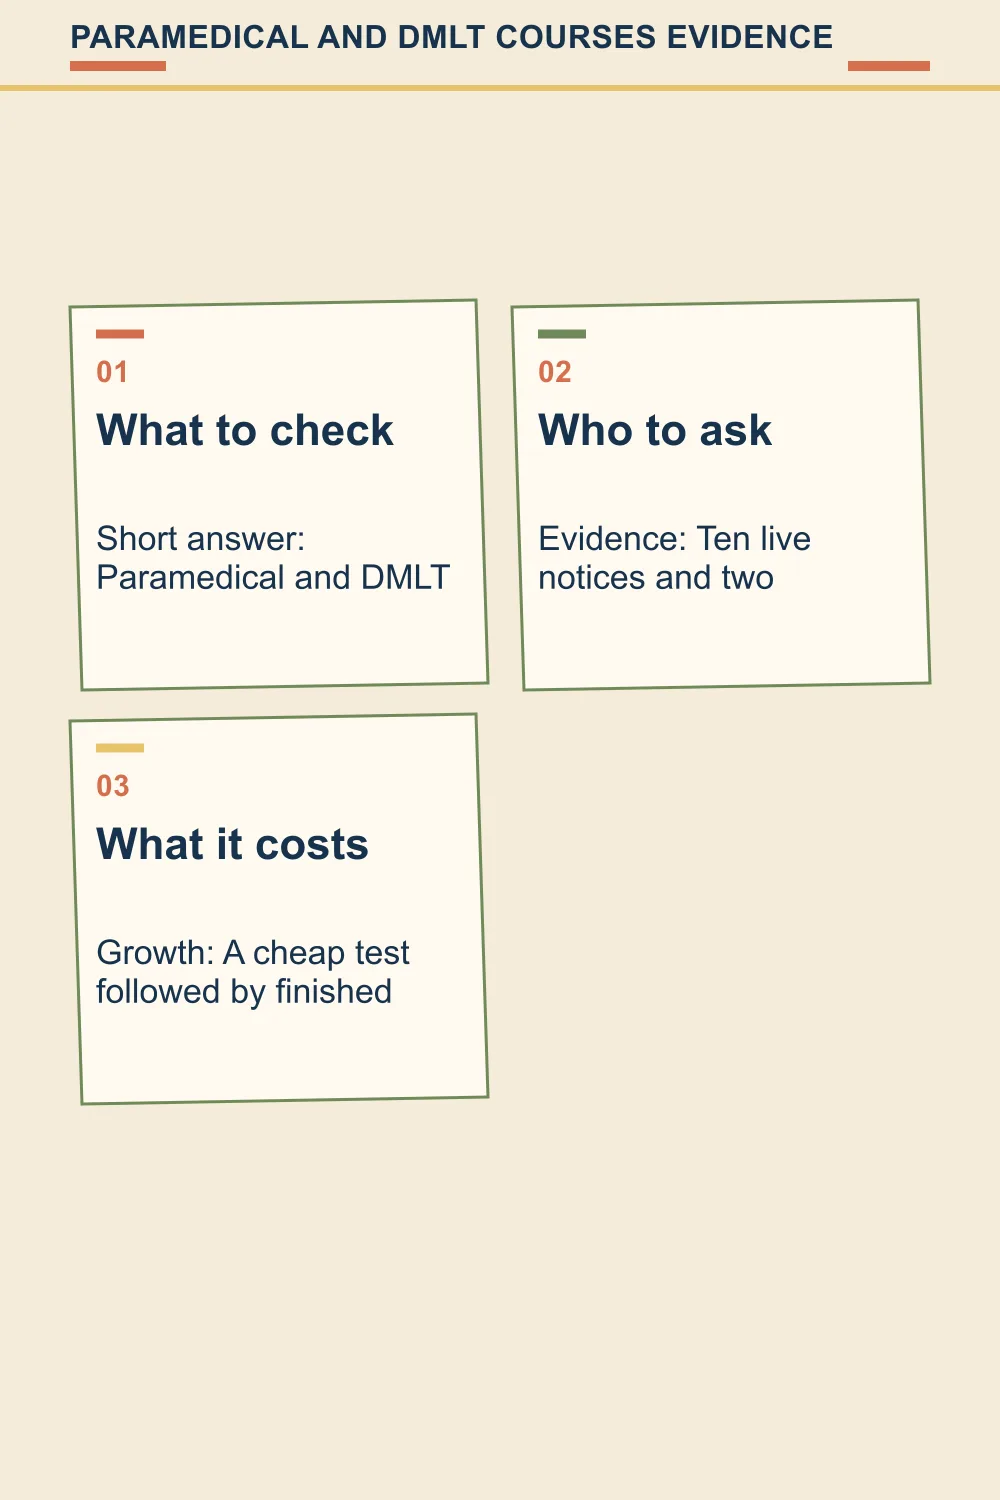 PARAMEDICAL AND DMLT COURSES EVIDENCE
01
What to check
Short answer:
Paramedical and DMLT
02
Who to ask
Evidence: Ten live
notices and two
03
What it costs
Growth: A cheap test
followed by finished